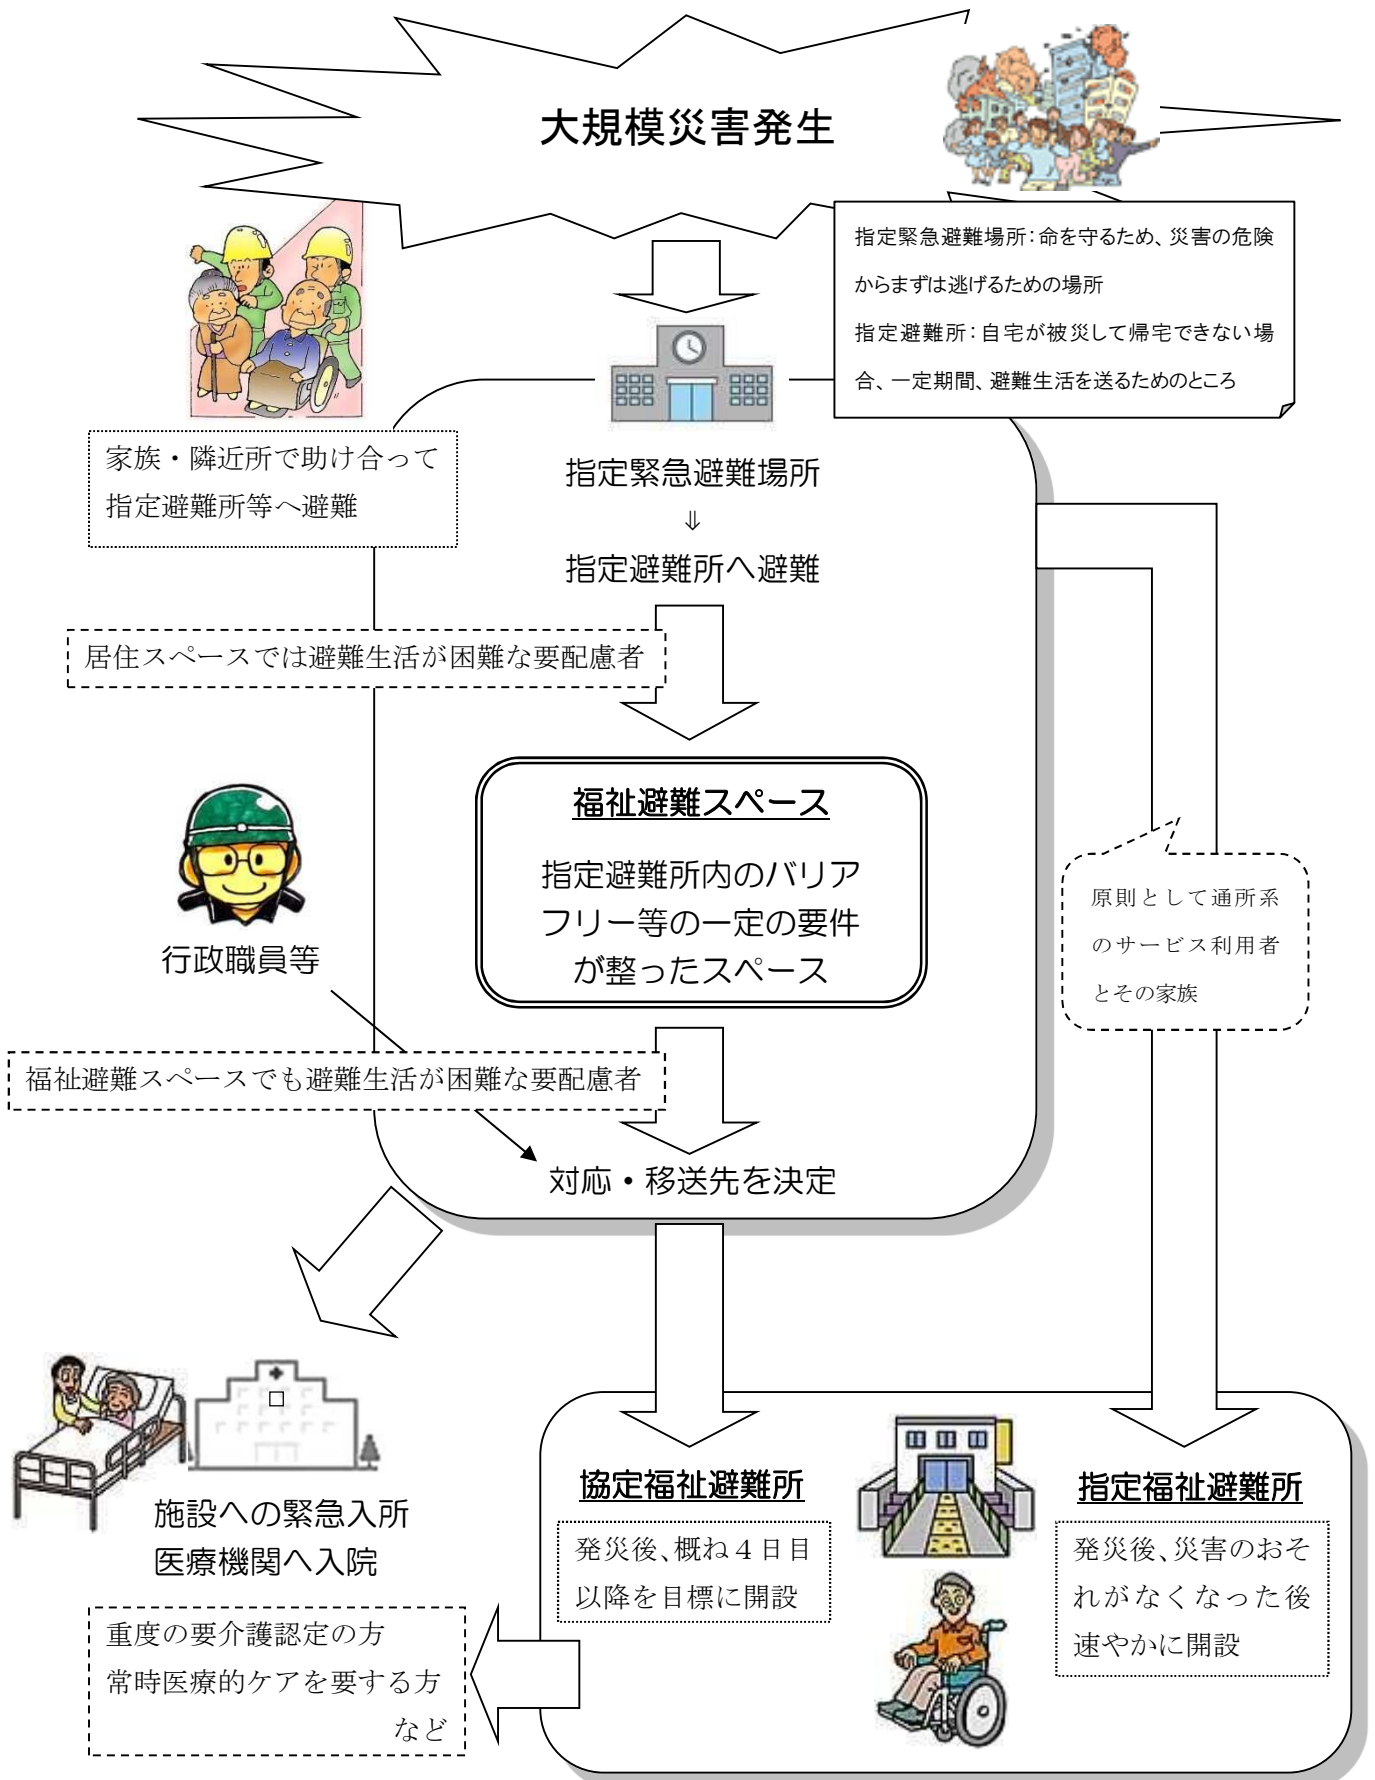 大規模災害発生
指定緊急避難場所：命を守るため、災害の危険
からまずは逃げるための場所
指定避難所：自宅が被災して帰宅できない場
合、一定期間、避難生活を送るためのところ
家族・隣近所で助け合って
指定避難所等へ避難
指定緊急避難場所
⇓
指定避難所へ避難
居住スペースでは避難生活が困難な要配慮者
福祉避難スペース
指定避難所内のバリア
フリー等の一定の要件
が整ったスペース
行政職員等
原則として通所系
のサービス利用者
とその家族
福祉避難スペースでも避難生活が困難な要配慮者
対応・移送先を決定
施設への緊急入所
医療機関へ入院
重度の要介護認定の方
常時医療的ケアを要する方
など
協定福祉避難所
発災後、概ね４日目
以降を目標に開設
指定福祉避難所
発災後、災害のおそ
れがなくなった後
速やかに開設